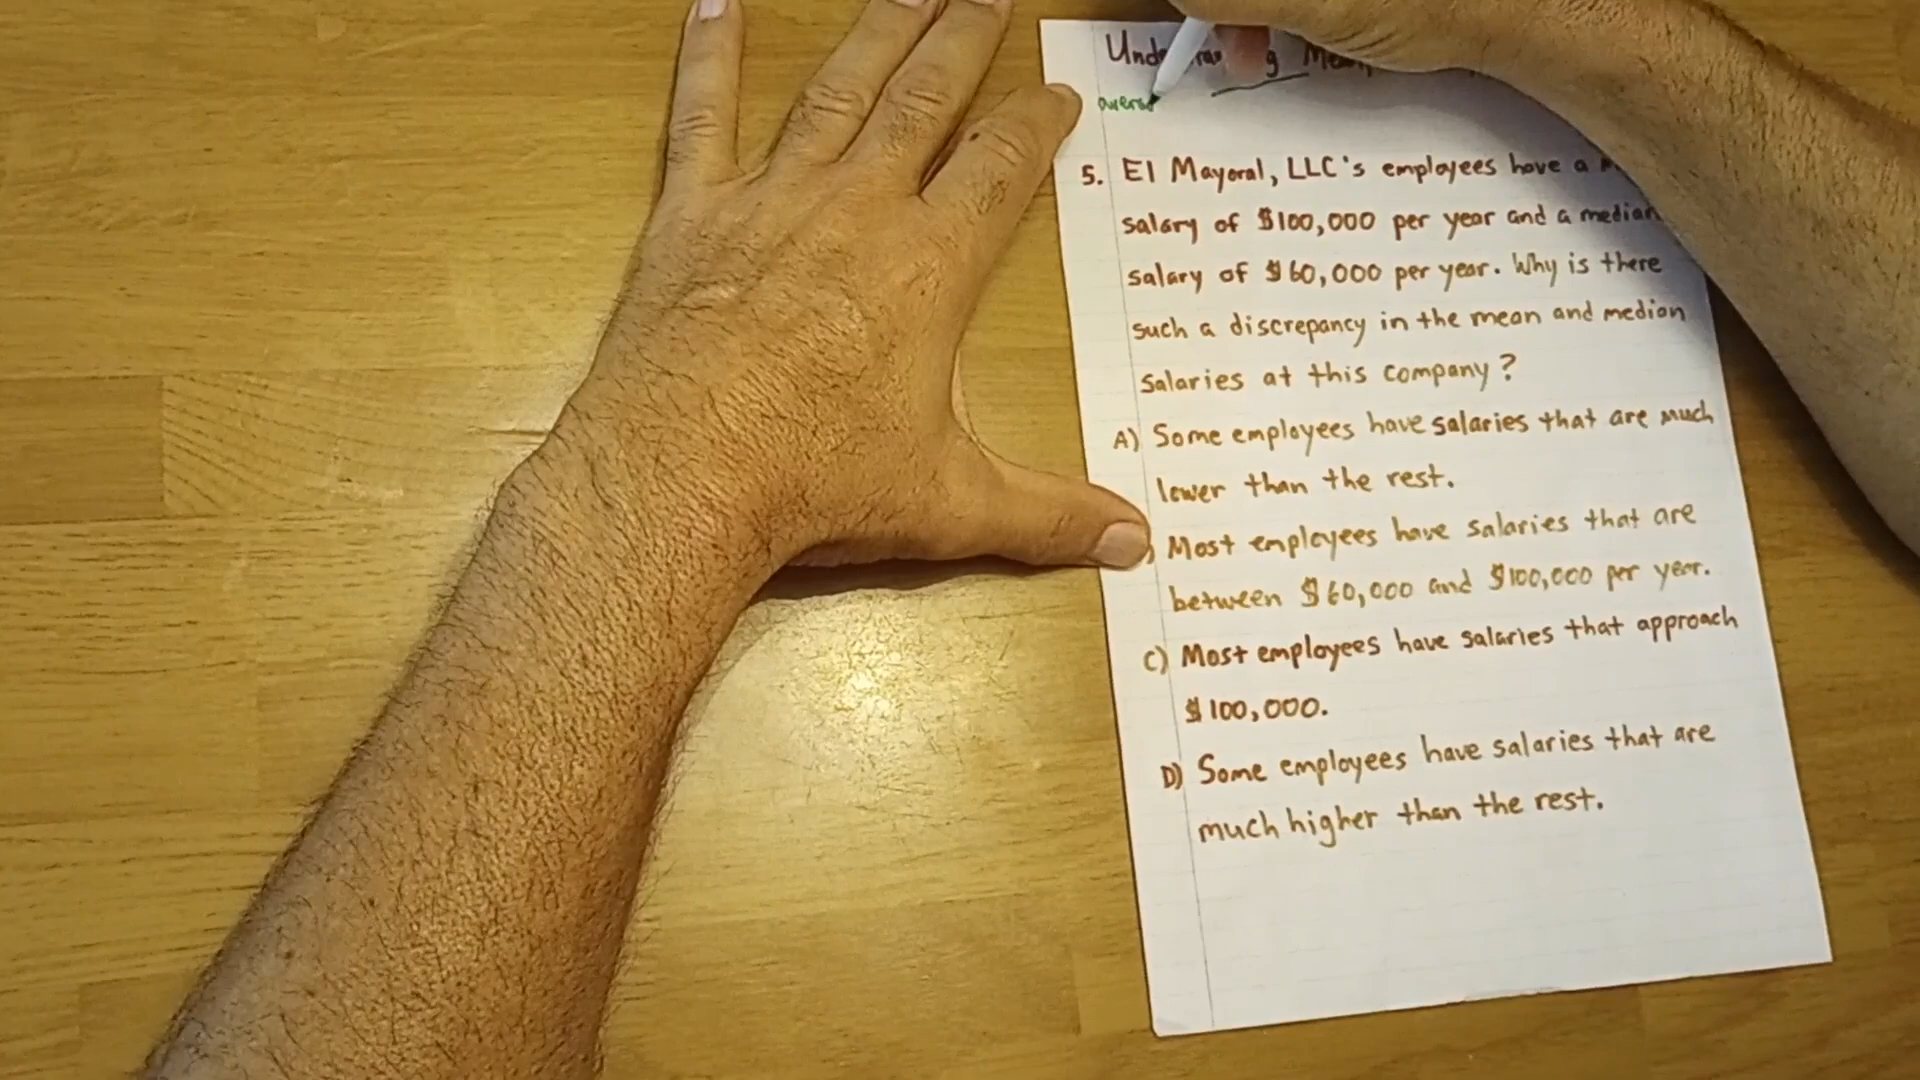 5. El Mayoral, LLC's employees have a
salary of $100,000 per year and a median
salary of $60,000 per year. Why is there
such a discrepancy in the mean and median
salaries at this company?
A) Some employees have salaries that are much
lower than the rest.
) Most employees have salaries that are
between $60,000 and $100,000 per year.
C) Most employees have salaries that approach
$100,000.
D) Some employees have salaries that are
much higher than the rest.